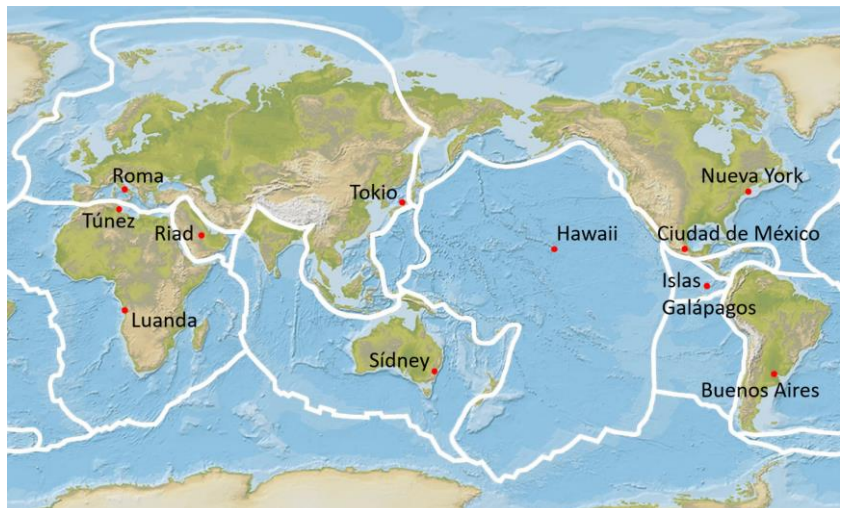 Roma
Nueva York
Tokio
Túnez
Riad
Hawaii
Ciudad de México
Islas
Galápagos
Luanda
Sídney
Buenos Aires